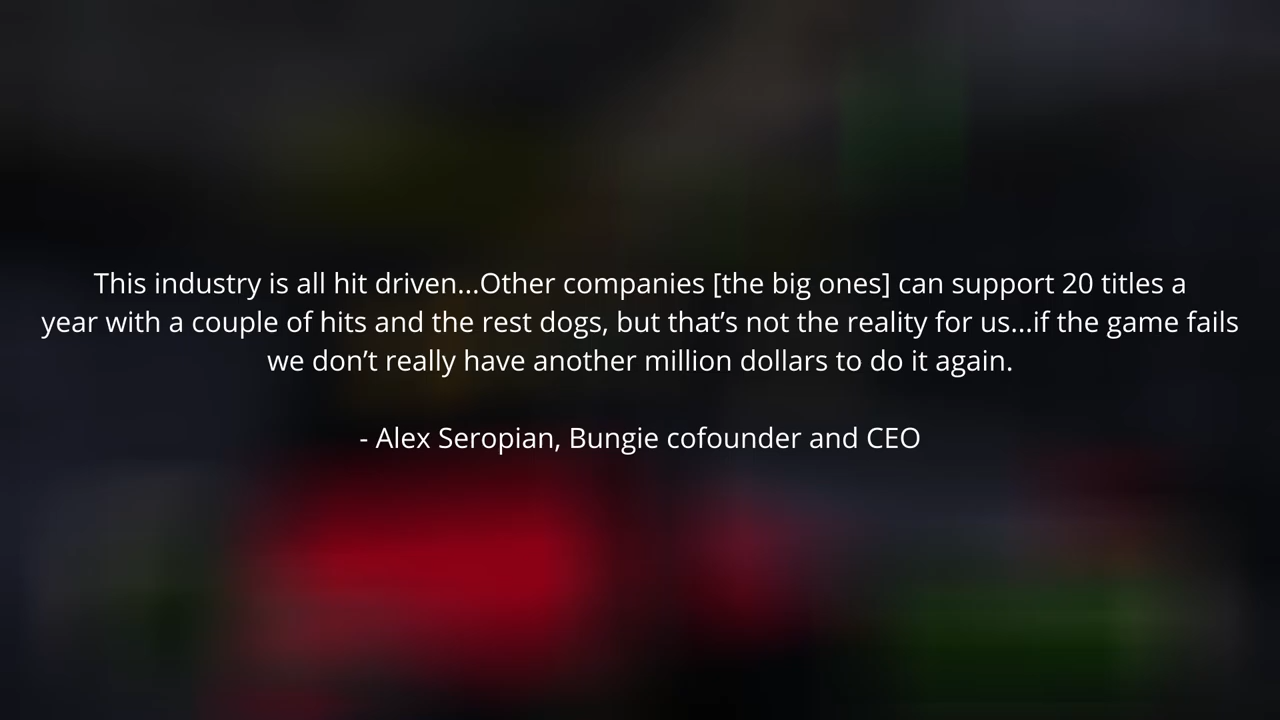 This industry is all hit driven...Other companies [the big ones] can support 20 titles a
year with a couple of hits and the rest dogs, but that’s not the reality for us...if the game fails
we don’t really have another million dollars to do it again.
- Alex Seropian, Bungie cofounder and CEO